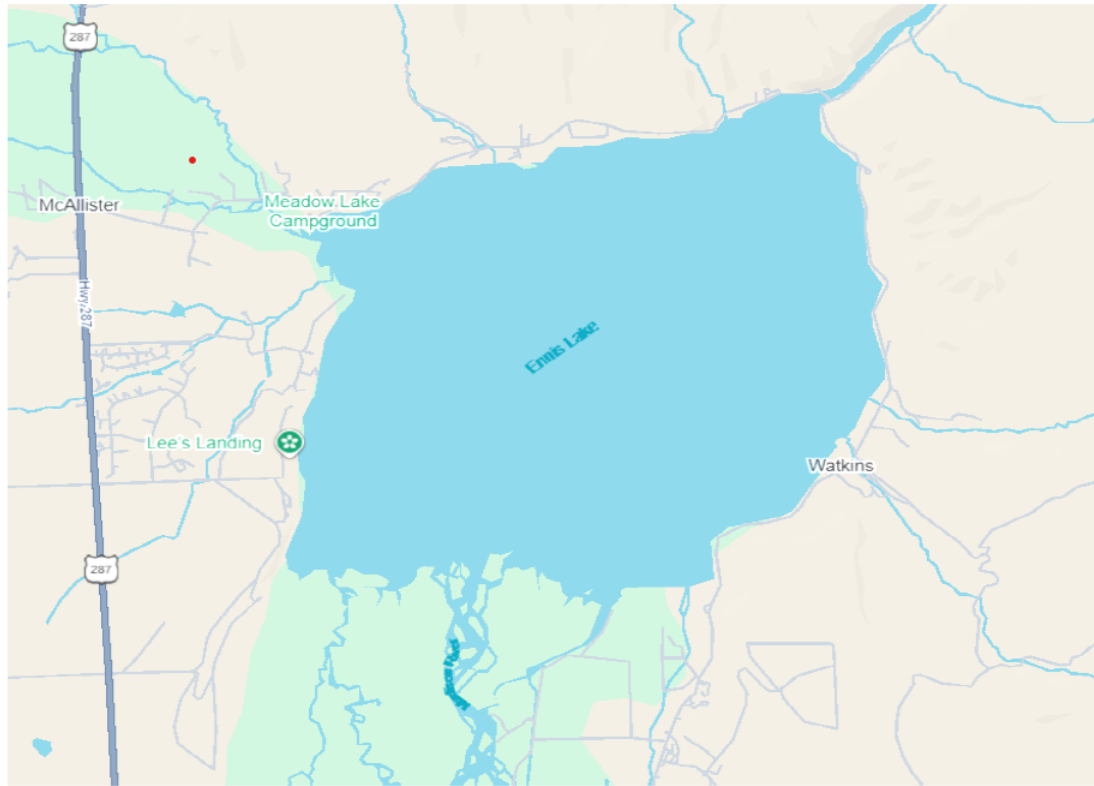 287
McAllister
Meadow Lake
Campground
Hwy 287
Ennis Lake
Lee's Landing
Watkins
287